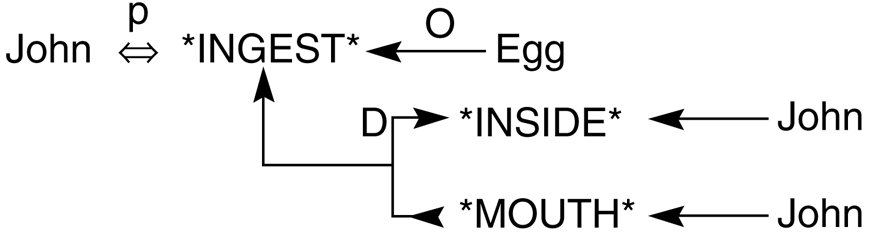 p
John ⇔ *INGEST* O Egg
D *INSIDE* John
*MOUTH* John